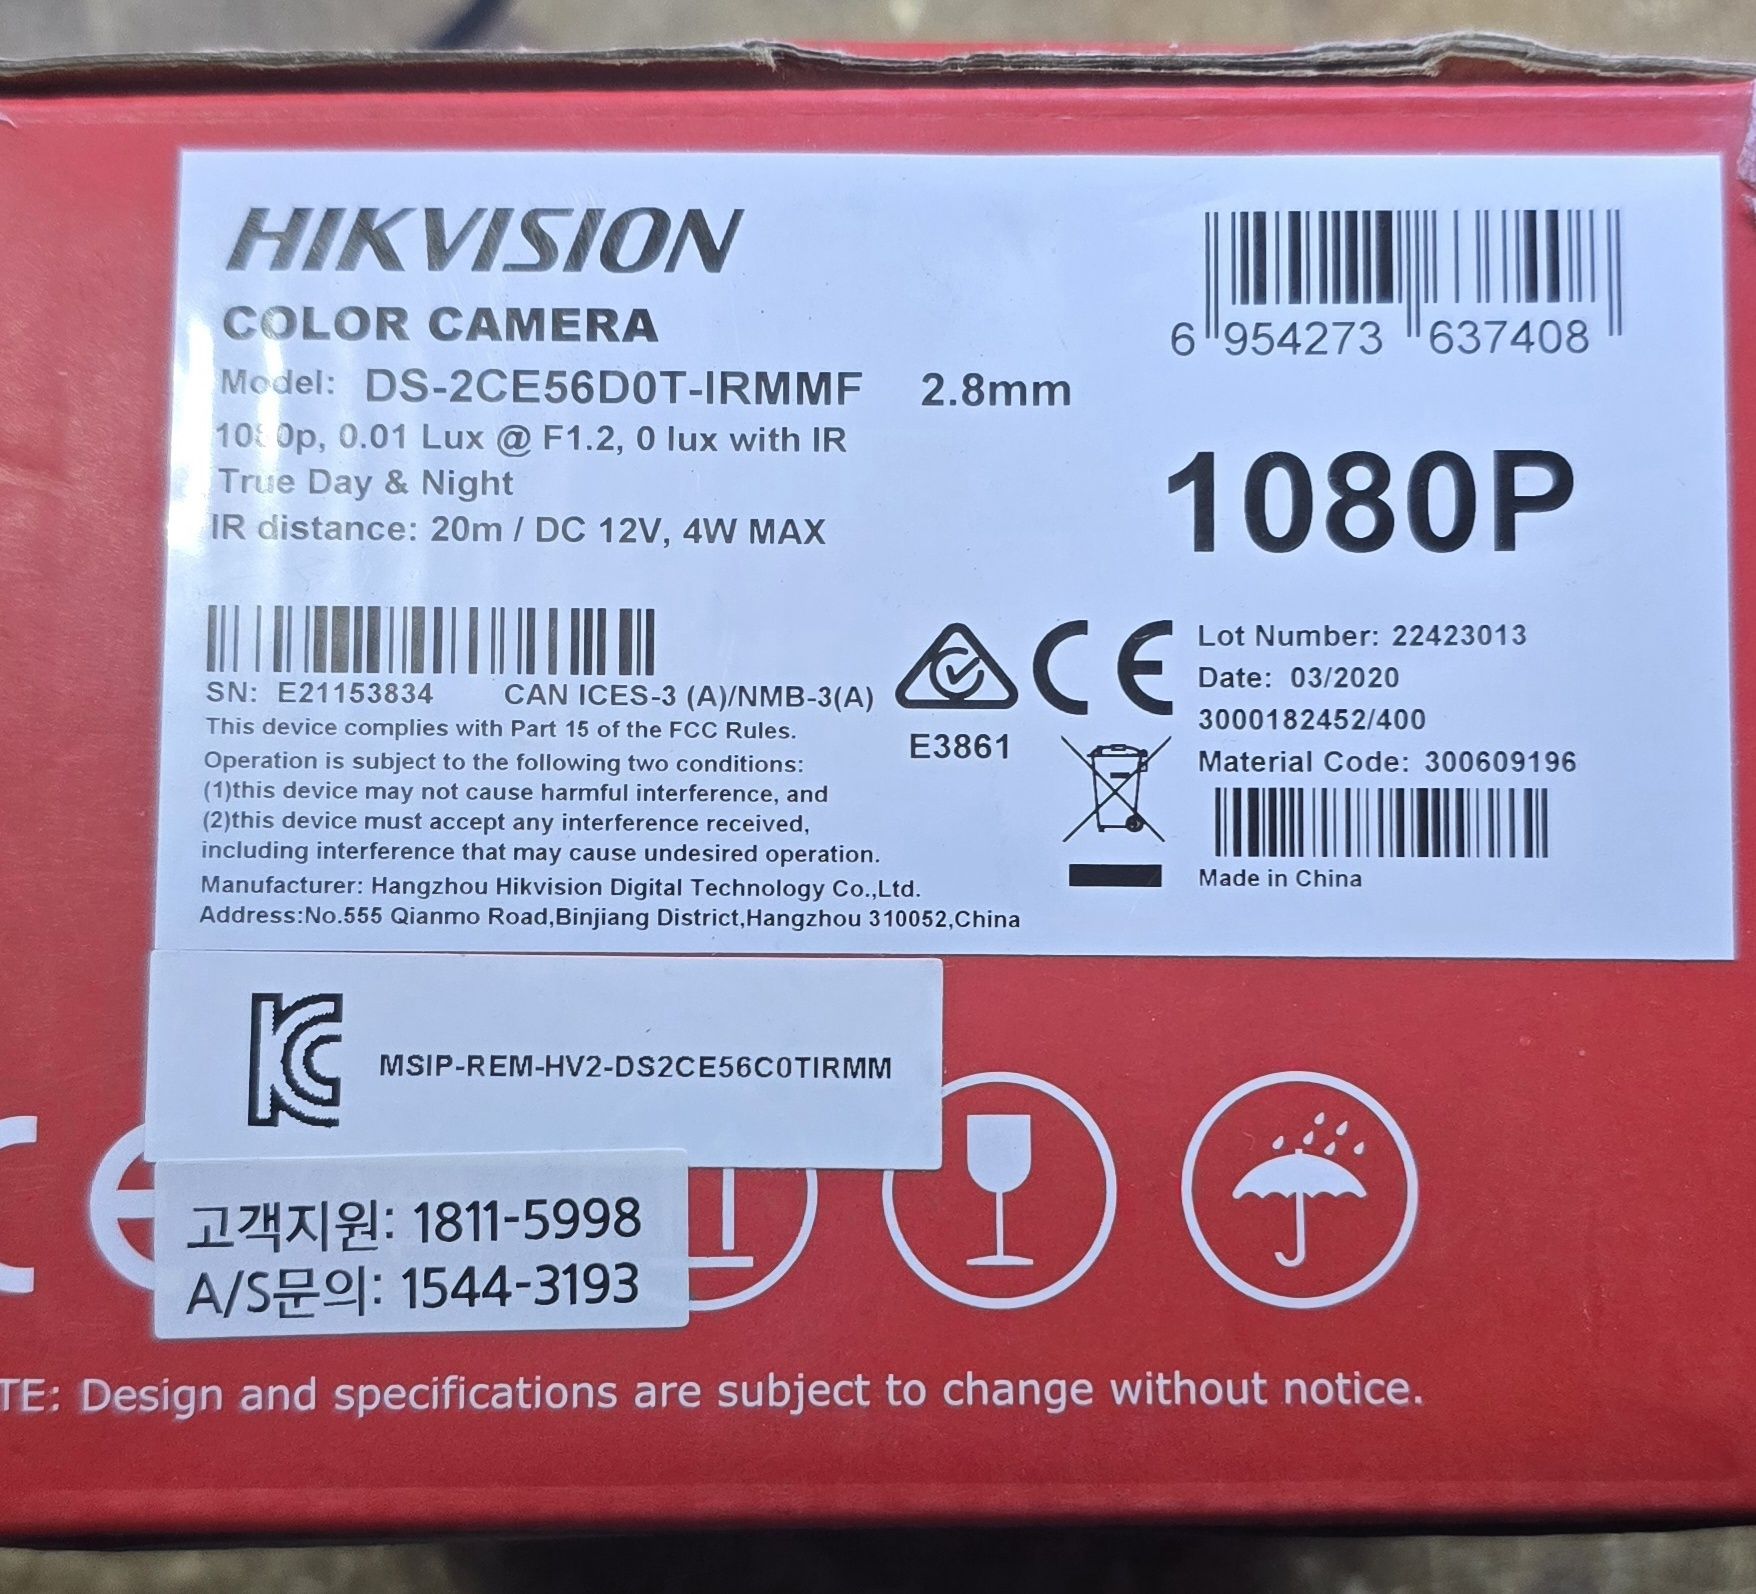 HIKVISION
COLOR CAMERA
Model: DS-2CE56D0T-IRMMF 2.8mm
1080p, 0.01 Lux @ F1.2, 0 lux with IR
True Day & Night
IR distance: 20m / DC 12V, 4W MAX
6 954273 637408
1080P
SN: E21153834 CAN ICES-3 (A)/NMB-3(A)
This device complies with Part 15 of the FCC Rules.
Operation is subject to the following two conditions:
(1)this device may not cause harmful interference, and
(2)this device must accept any interference received,
including interference that may cause undesired operation.
Manufacturer: Hangzhou Hikvision Digital Technology Co.,Ltd.
Address:No.555 Qianmo Road,Binjiang District,Hangzhou 310052,China
E3861
CE
Lot Number: 22423013
Date: 03/2020
3000182452/400
Material Code: 300609196
Made in China
KC
MSIP-REM-HV2-DS2CE56C0TIRMM
고객지원: 1811-5998
A/S문의: 1544-3193
TE: Design and specifications are subject to change without notice.